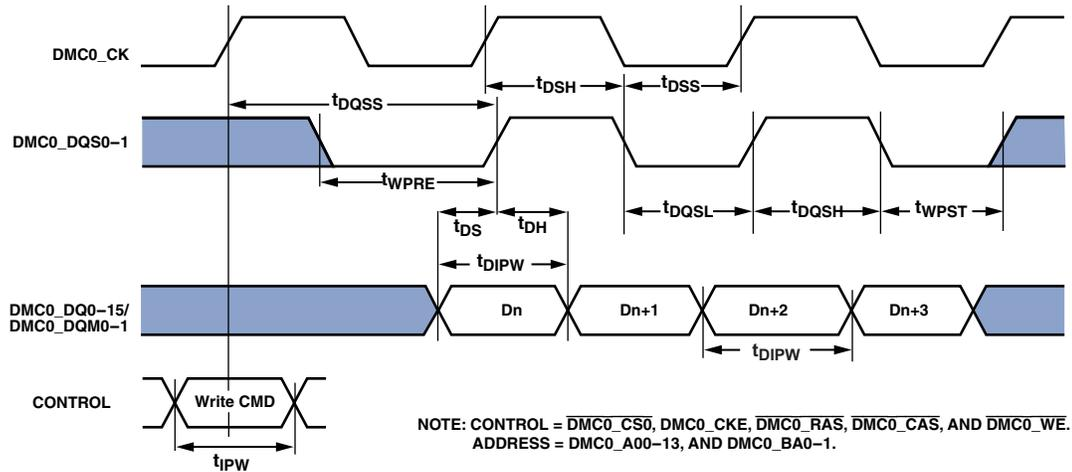 DMC0_CK
tDSH
tDSS
tDQSS
DMC0_DQS0–1
tWPRE
tDQSL
tDQSH
tWPST
tDS
tDH
tDIPW
DMC0_DQ0–15/
DMC0_DQM0–1
Dn
Dn+1
Dn+2
Dn+3
tDIPW
CONTROL
Write CMD
NOTE: CONTROL = DMC0_CS0, DMC0_CKE, DMC0_RAS, DMC0_CAS, AND DMC0_WE.
ADDRESS = DMC0_A00–13, AND DMC0_BA0–1.
tIPW